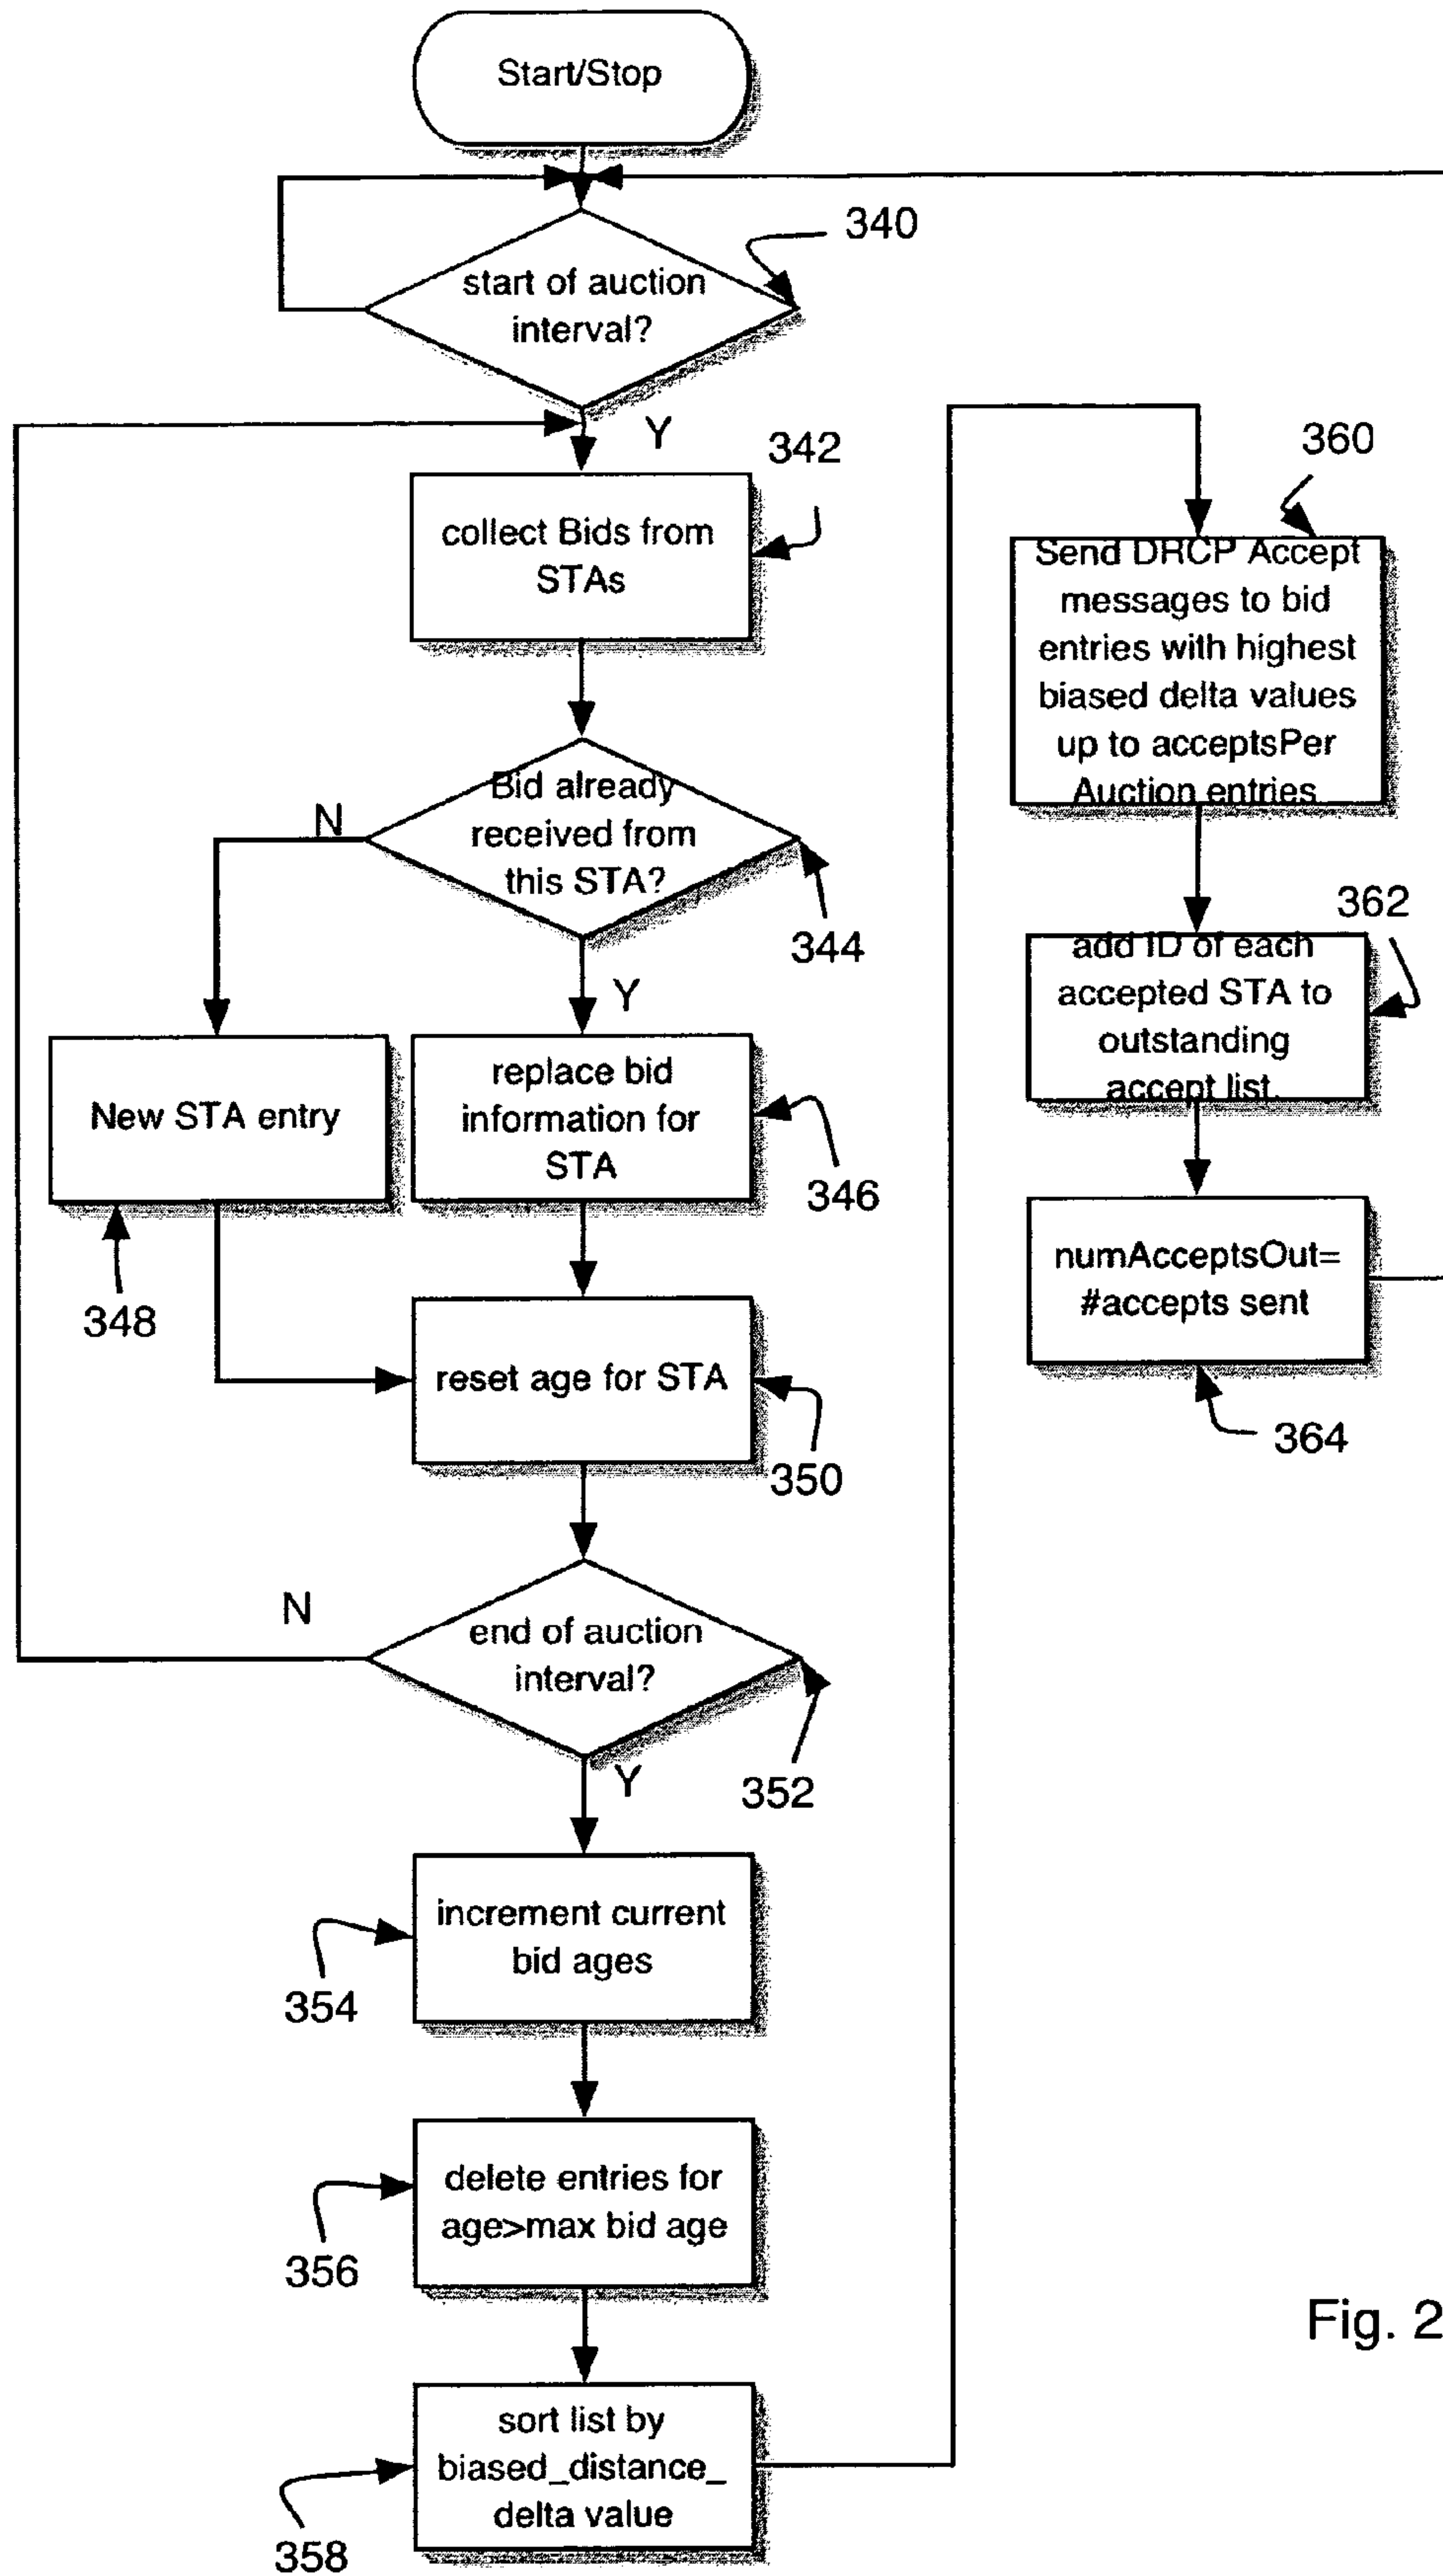 Start/Stop
340
start of auction
interval?
Y
342
collect Bids from
STAs
N
Bid already
received from
this STA?
344
Y
New STA entry
348
replace bid
information for
STA
346
reset age for STA
350
N
end of auction
interval?
352
Y
increment current
bid ages
354
delete entries for
age>max bid age
356
sort list by
biased_distance_
delta value
358
360
Send DRCP Accept
messages to bid
entries with highest
biased delta values
up to acceptsPer
Auction entries
362
add ID of each
accepted STA to
outstanding
accept list.
numAcceptsOut=
#accepts sent
364
Fig. 2